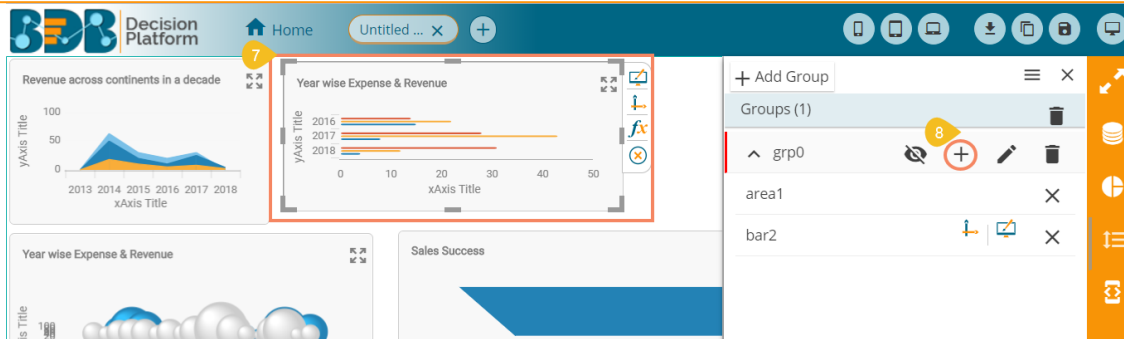 BDB Decision
Platform
Home
Untitled ...
7
Revenue across continents in a decade
100
50
0
yAxis Title
2013 2014 2015 2016 2017 2018
xAxis Title
Year wise Expense & Revenue
yAxis Title
2016
2017
2018
0 10 20 30 40 50
xAxis Title
fx
Year wise Expense & Revenue
100
Sales Success
+ Add Group
Groups (1)
8
grp0
area1
bar2